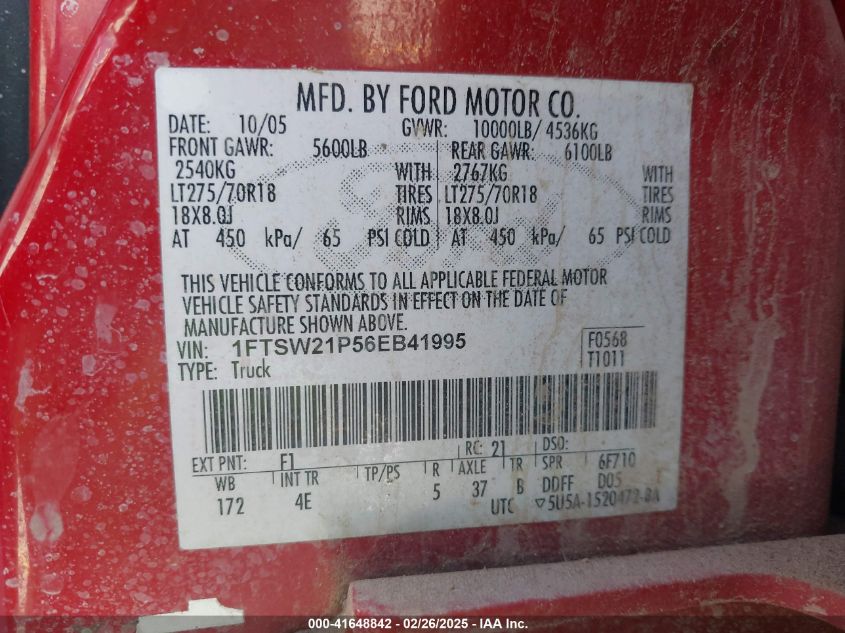 MFD. BY FORD MOTOR CO.
DATE: 10/05 GVWR: 10000LB/ 4536KG
FRONT GAWR: 5600LB REAR GAWR: 6100LB
2540KG WITH 2767KG WITH
LT275/70R18 TIRES LT275/70R18 TIRES
18X8.0J RIMS 18X8.0J RIMS
AT 450 kPa/ 65 PSI COLD AT 450 kPa/ 65 PSI COLD
THIS VEHICLE CONFORMS TO ALL APPLICABLE FEDERAL MOTOR
VEHICLE SAFETY STANDARDS IN EFFECT ON THE DATE OF
MANUFACTURE SHOWN ABOVE.
VIN: 1FTSW21P56EB41995 F0568
TYPE: Truck T1011
EXT PNT: F1 RC: 21 DSO:
WB INT TR TP/PS R AXLE TR SPR 6F710
172 4E 5 37 B DDFF D05
UTC ▽5U5A-1520472-BA
000-41648842 - 02/26/2025 - IAA Inc.